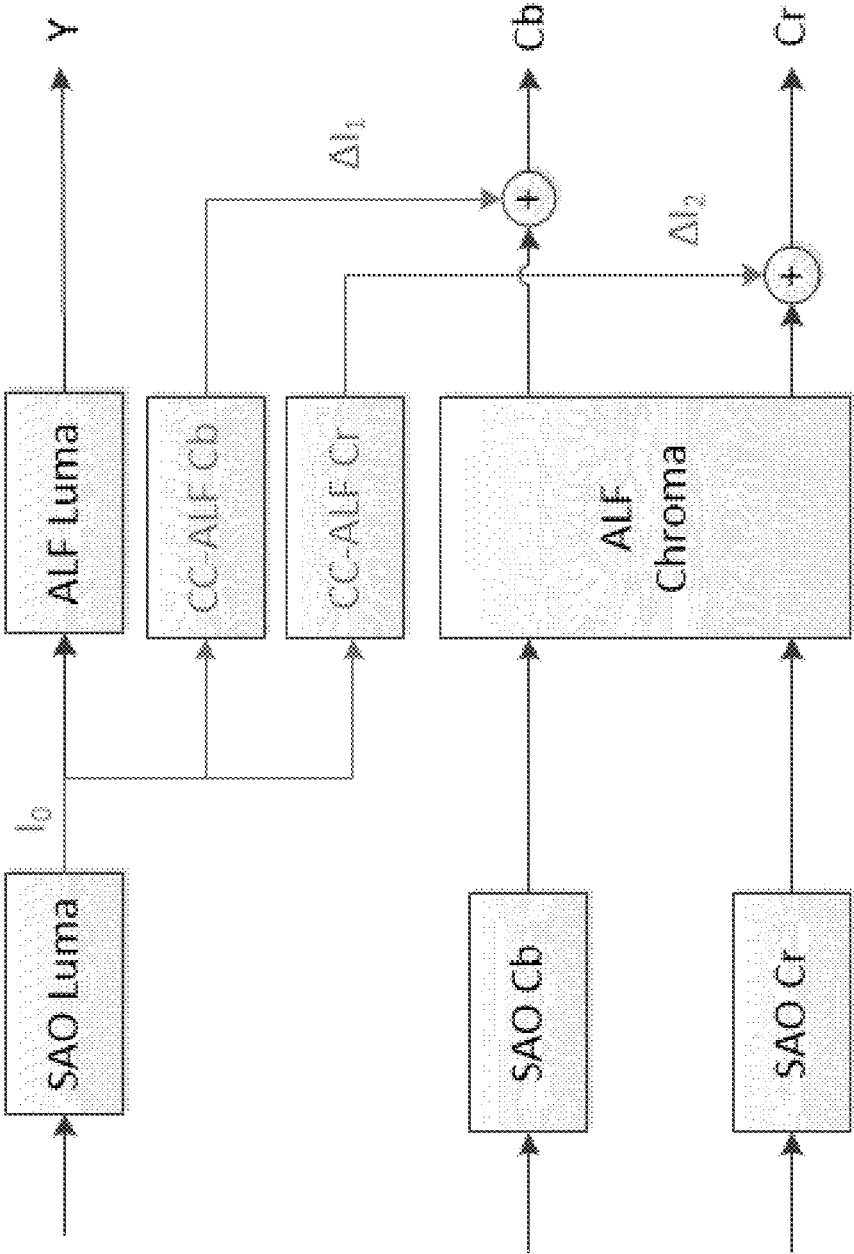 SAO Luma
I₀
ALF Luma
Y
CC-ALF Cb
ΔI₁
CC-ALF Cr
ΔI₂
SAO Cb
ALF
Chroma
+
Cb
SAO Cr
+
Cr